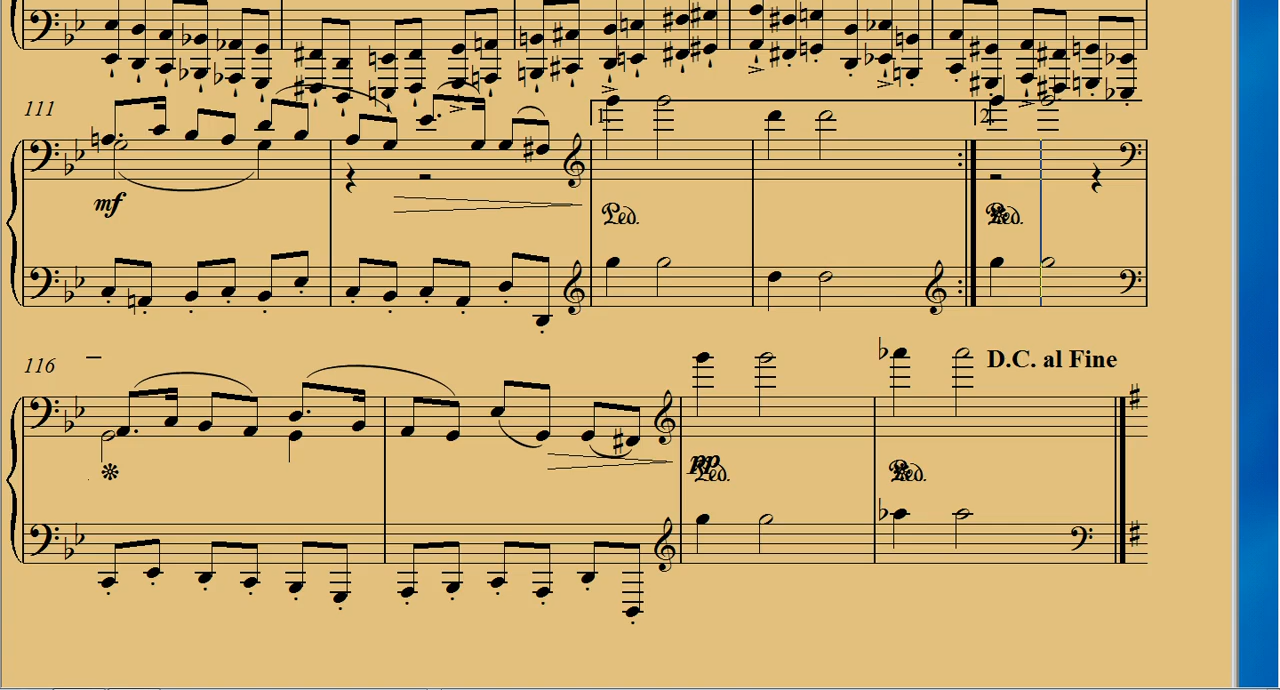 111
1.
2.
mf
Ped.
Ped.
116
D.C. al Fine
pp
Ped.
Ped.